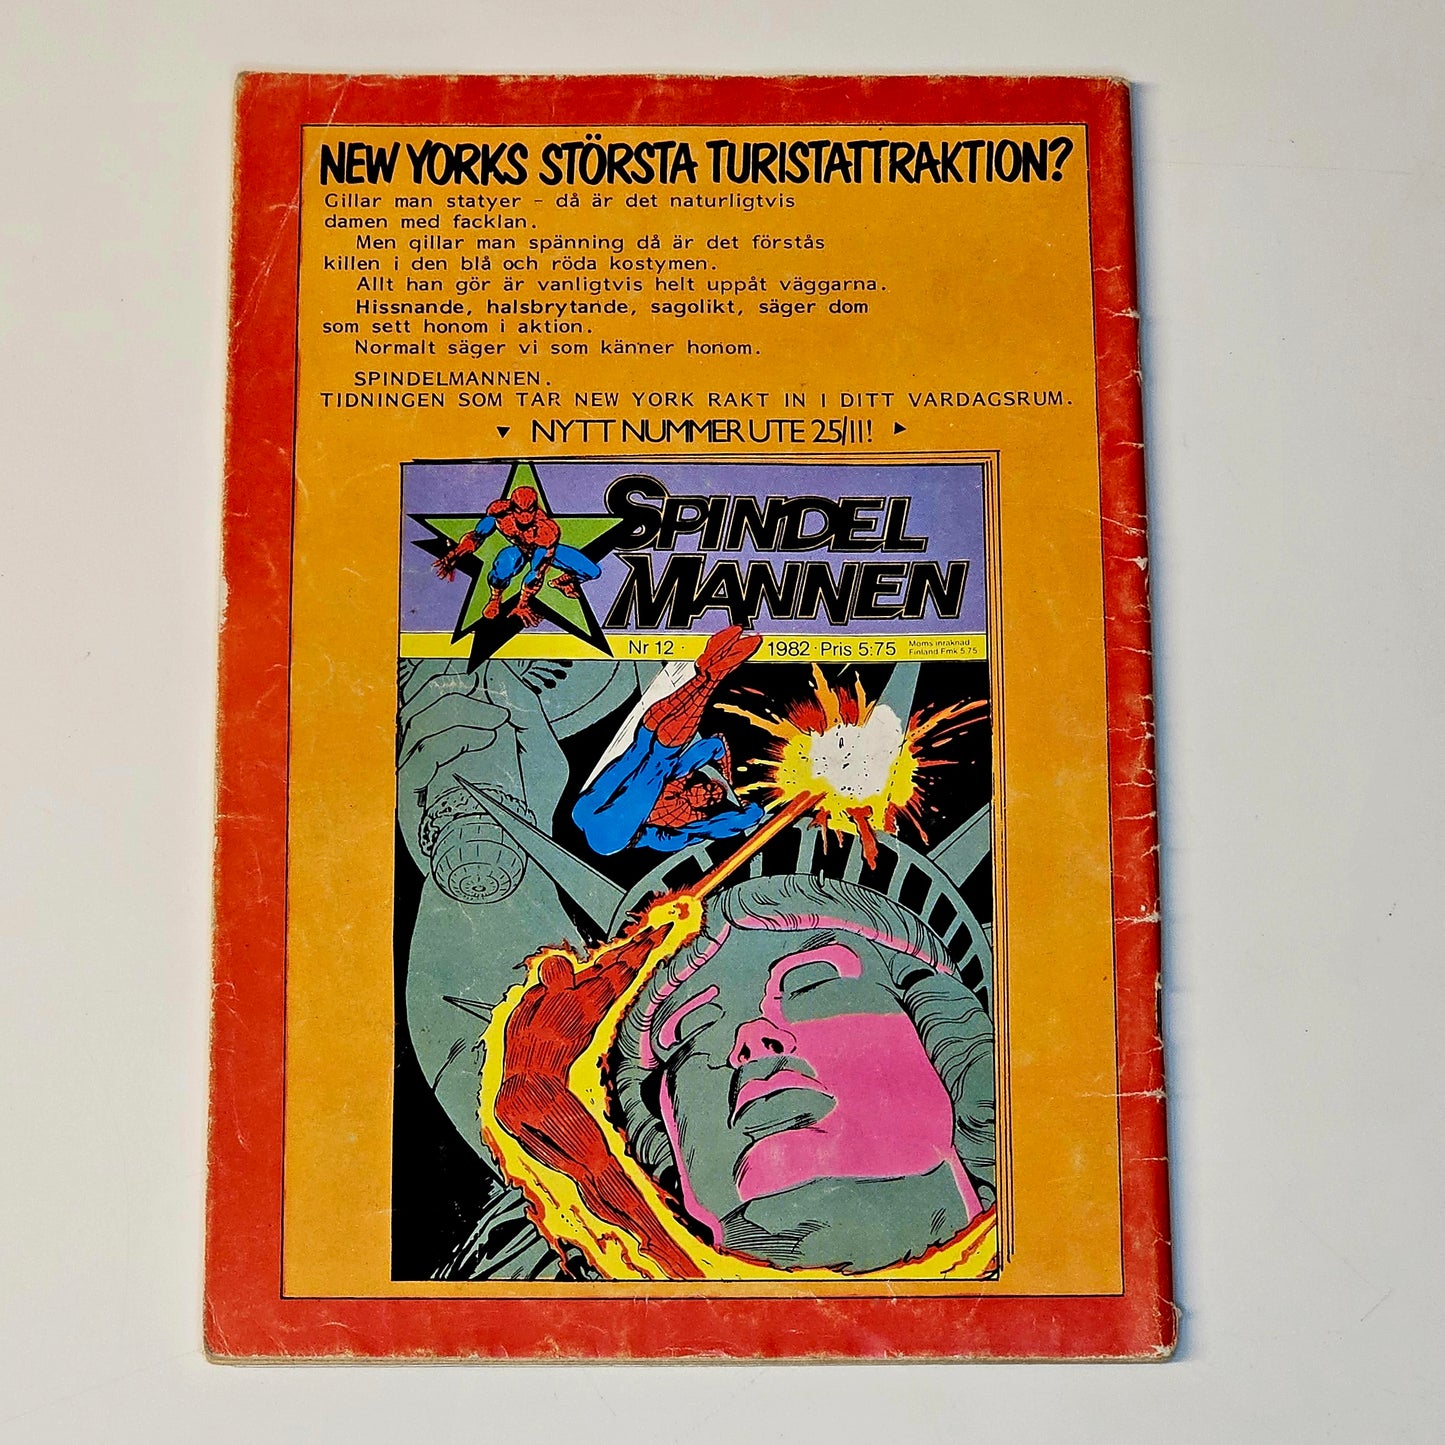 NEW YORKS STÖRSTA TURISTATTRAKTION?
Gillar man statyer - då är det naturligtvis
damen med facklan.
Men gillar man spänning då är det förstås
killen i den blå och röda kostymen.
Allt han gör är vanligtvis helt uppåt väggarna.
Hissnande, halsbrytande, sagolikt, säger dom
som sett honom i aktion.
Normalt säger vi som känner honom.
SPINDELMANNEN.
TIDNINGEN SOM TAR NEW YORK RAKT IN I DITT VARDAGSRUM.
NYTT NUMMER UTE 25/11!
SPINDEL
MANNEN
Nr 12 · 1982 · Pris 5:75
Moms inräknad
Finland Fmk 5.75